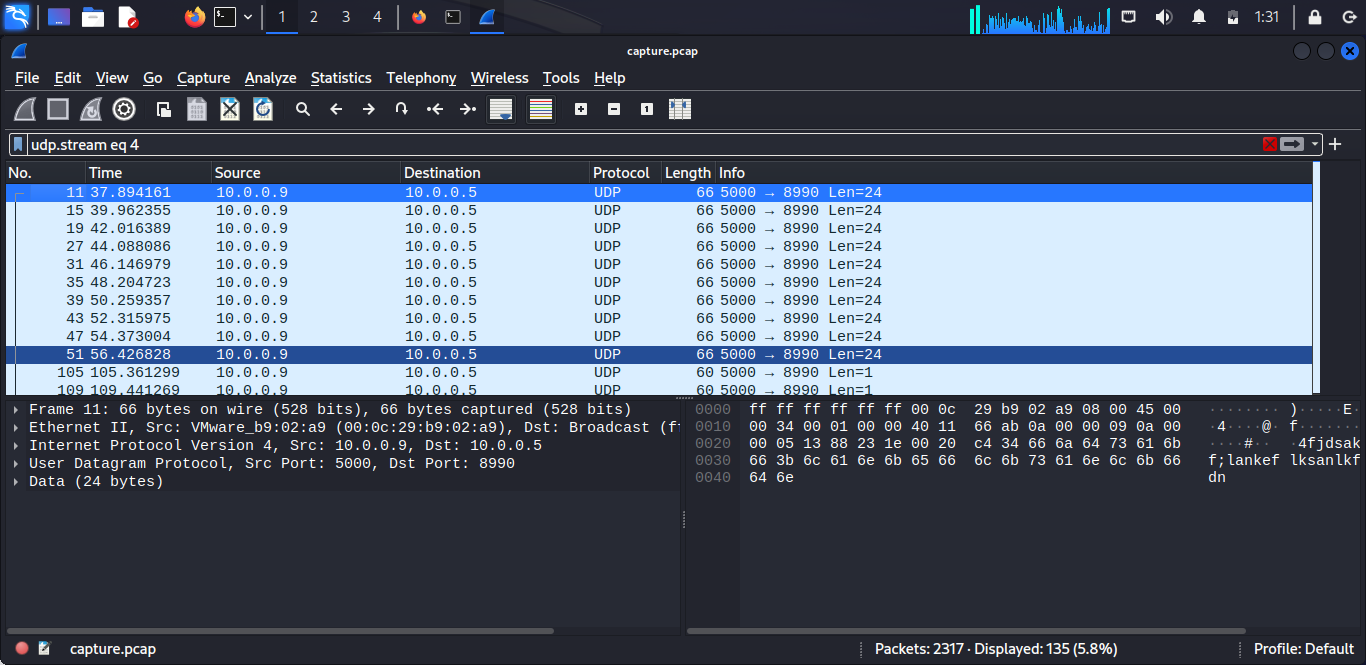 1 2 3 4 1:31
capture.pcap
File Edit View Go Capture Analyze Statistics Telephony Wireless Tools Help
udp.stream eq 4
No. Time Source Destination Protocol Length Info
11 37.894161 10.0.0.9 10.0.0.5 UDP 66 5000 → 8990 Len=24
15 39.962355 10.0.0.9 10.0.0.5 UDP 66 5000 → 8990 Len=24
19 42.016389 10.0.0.9 10.0.0.5 UDP 66 5000 → 8990 Len=24
27 44.088086 10.0.0.9 10.0.0.5 UDP 66 5000 → 8990 Len=24
31 46.146979 10.0.0.9 10.0.0.5 UDP 66 5000 → 8990 Len=24
35 48.204723 10.0.0.9 10.0.0.5 UDP 66 5000 → 8990 Len=24
39 50.259357 10.0.0.9 10.0.0.5 UDP 66 5000 → 8990 Len=24
43 52.315975 10.0.0.9 10.0.0.5 UDP 66 5000 → 8990 Len=24
47 54.373004 10.0.0.9 10.0.0.5 UDP 66 5000 → 8990 Len=24
51 56.426828 10.0.0.9 10.0.0.5 UDP 66 5000 → 8990 Len=24
105 105.361299 10.0.0.9 10.0.0.5 UDP 60 5000 → 8990 Len=1
109 109.441269 10.0.0.9 10.0.0.5 UDP 60 5000 → 8990 Len=1
Frame 11: 66 bytes on wire (528 bits), 66 bytes captured (528 bits)
Ethernet II, Src: VMware_b9:02:a9 (00:0c:29:b9:02:a9), Dst: Broadcast (ff
Internet Protocol Version 4, Src: 10.0.0.9, Dst: 10.0.0.5
User Datagram Protocol, Src Port: 5000, Dst Port: 8990
Data (24 bytes)
0000 ff ff ff ff ff ff 00 0c 29 b9 02 a9 08 00 45 00 ········ )·····E·
0010 00 34 00 01 00 00 40 11 66 ab 0a 00 00 09 0a 00 ·4····@· f·······
0020 00 05 13 88 23 1e 00 20 c4 34 66 6a 64 73 61 6b ····#·· ·4fjdsak
0030 66 3b 6c 61 6e 6b 65 66 6c 6b 73 61 6e 6c 6b 66 f;lankef lksanlkf
0040 64 6e dn
capture.pcap Packets: 2317 · Displayed: 135 (5.8%) Profile: Default